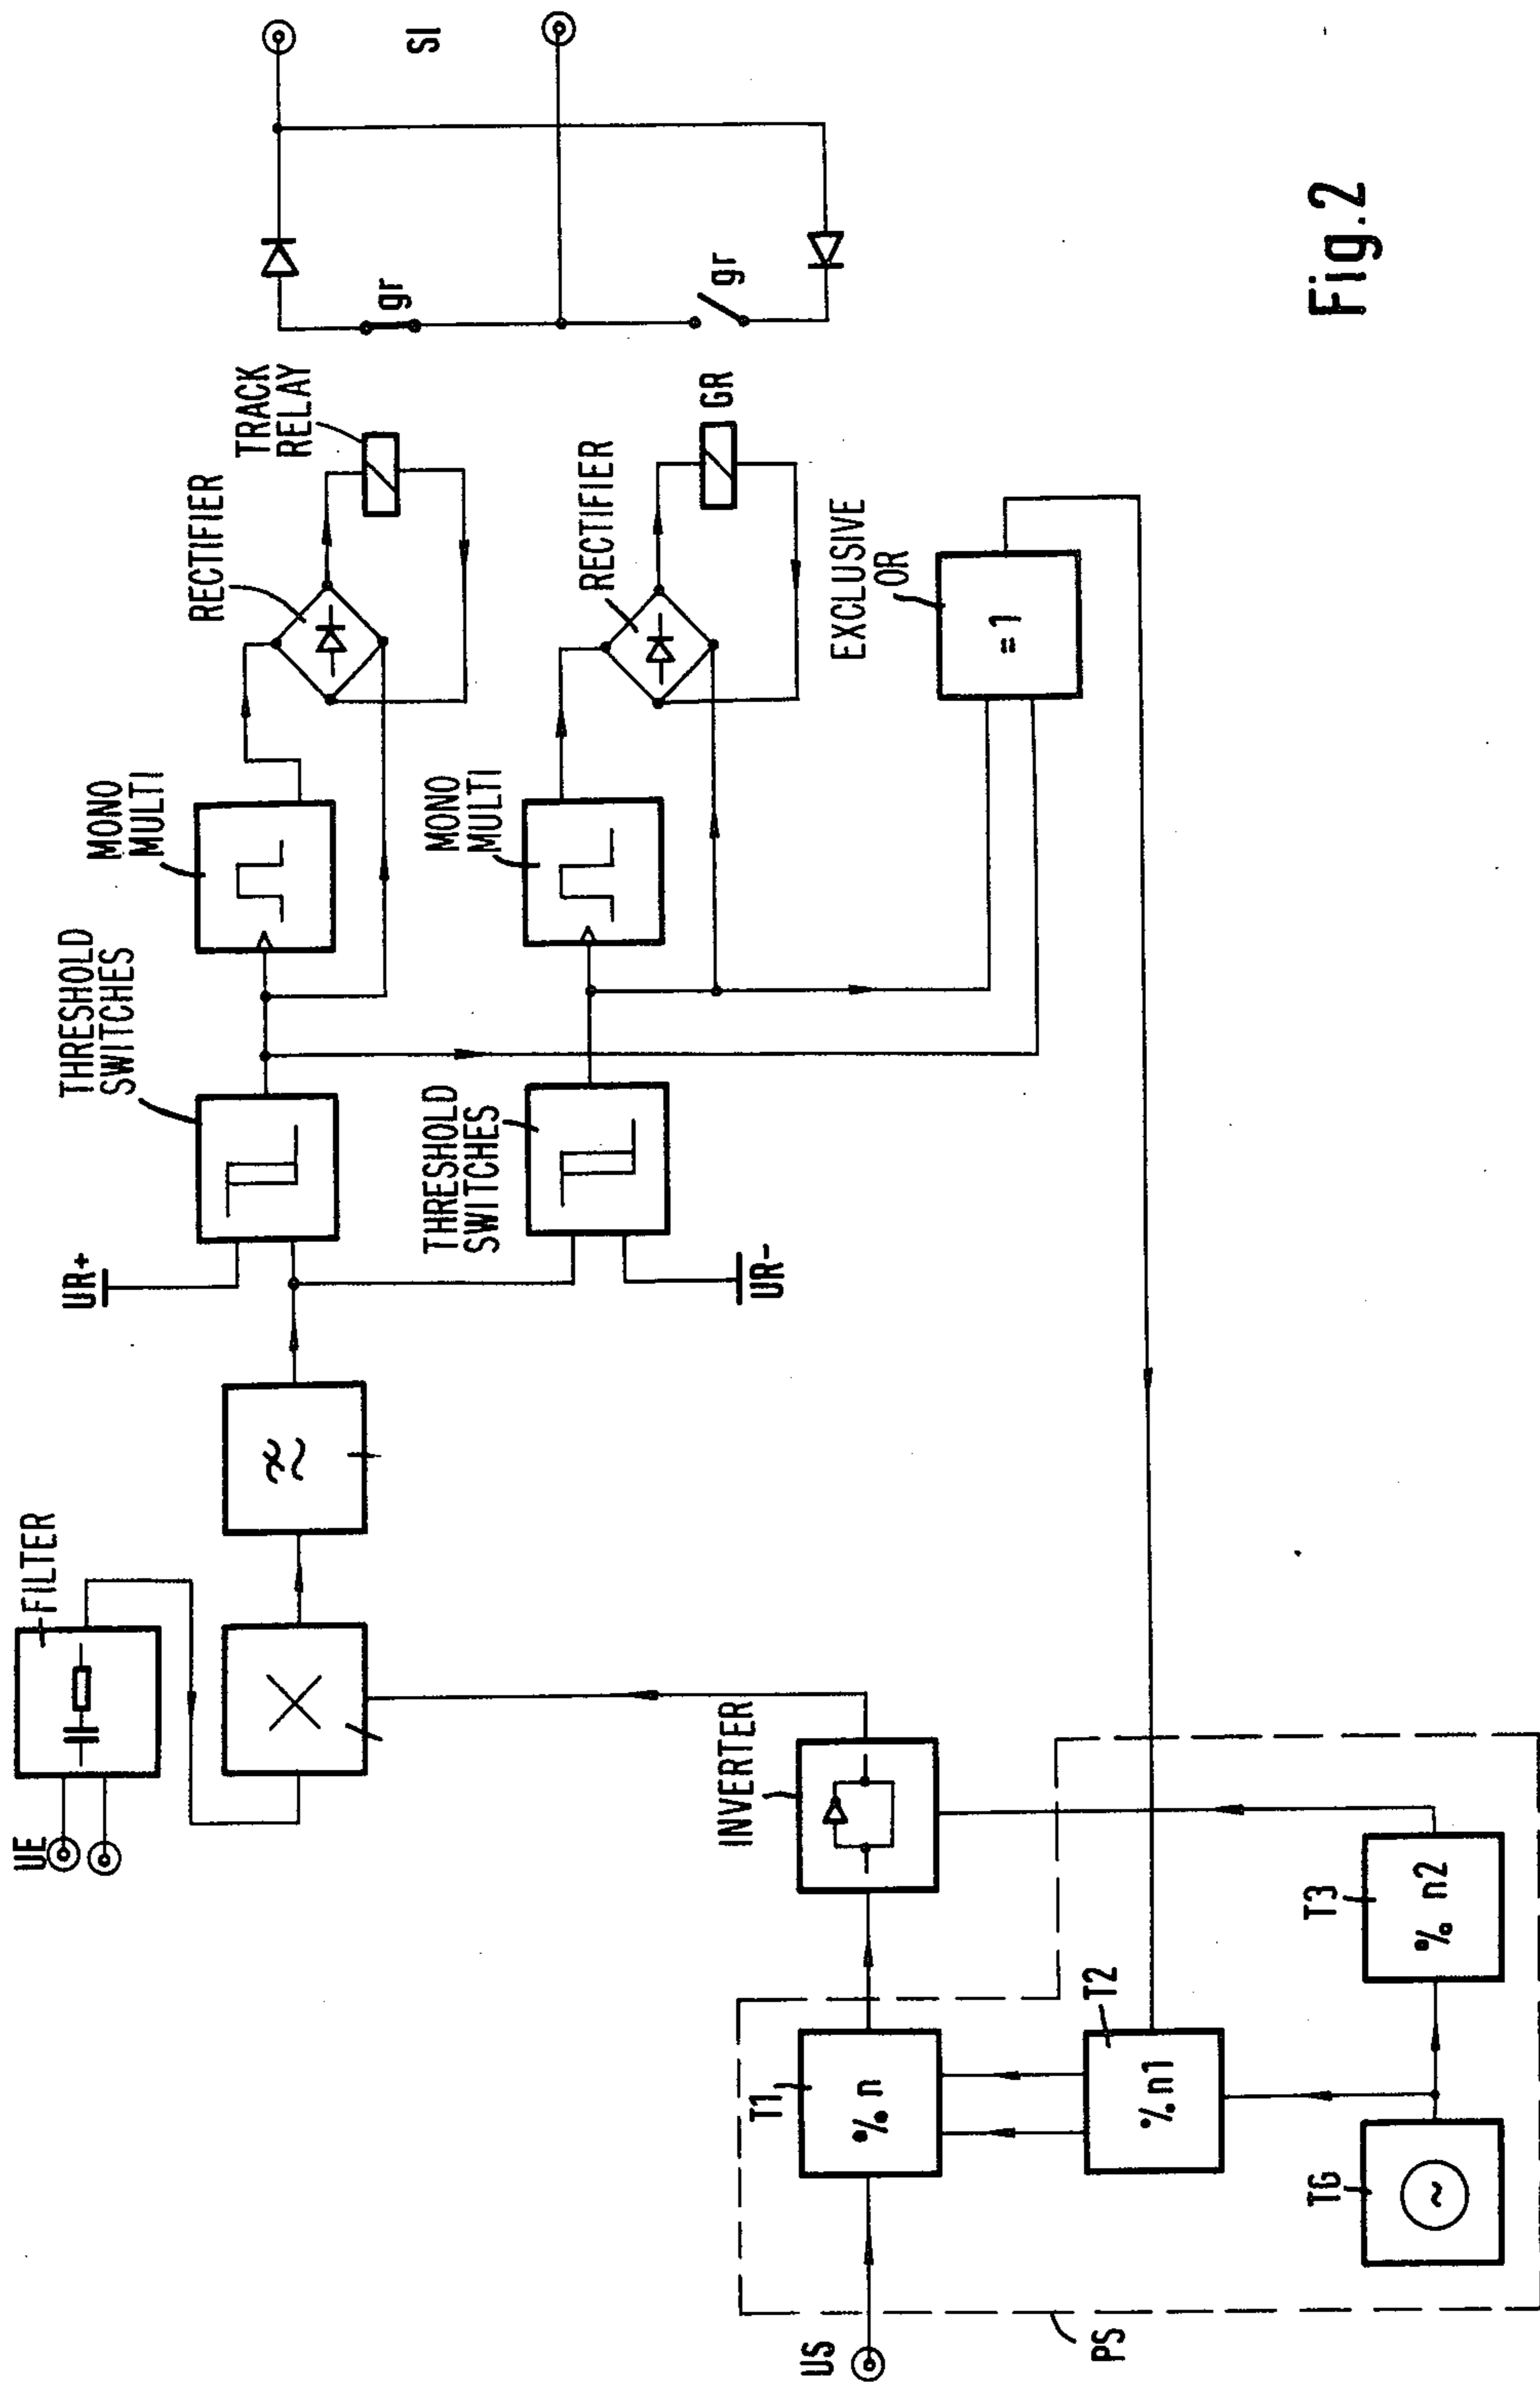 UE
FILTER
UR+
THRESHOLD
SWITCHES
MONO
MULTI
RECTIFIER
TRACK
RELAY
gr
SI
THRESHOLD
SWITCHES
UR-
MONO
MULTI
RECTIFIER
GR
gr
EXCLUSIVE
OR
=1
INVERTER
US
T1
% n
T2
% n1
T3
% n2
TG
PS
Fig.2